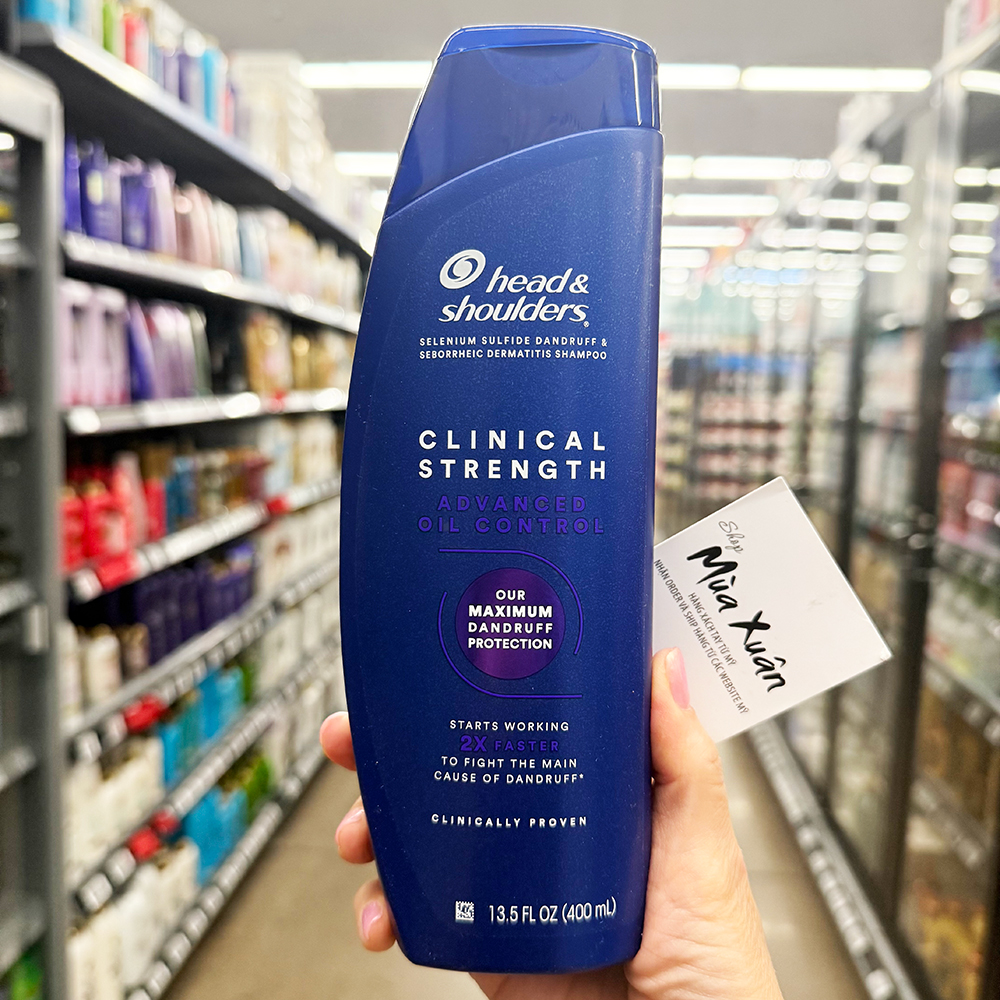 head &
shoulders®
SELENIUM SULFIDE DANDRUFF &
SEBORRHEIC DERMATITIS SHAMPOO
CLINICAL
STRENGTH
ADVANCED
OIL CONTROL
OUR
MAXIMUM
DANDRUFF
PROTECTION
STARTS WORKING
2X FASTER
TO FIGHT THE MAIN
CAUSE OF DANDRUFF*
CLINICALLY PROVEN
13.5 FL OZ (400 mL)
Shop
Mùa Xuân
HÀNG XÁCH TAY TỪ MỸ
NHẬN ORDER VÀ SHIP HÀNG TỪ CÁC WEBSITE MỸ